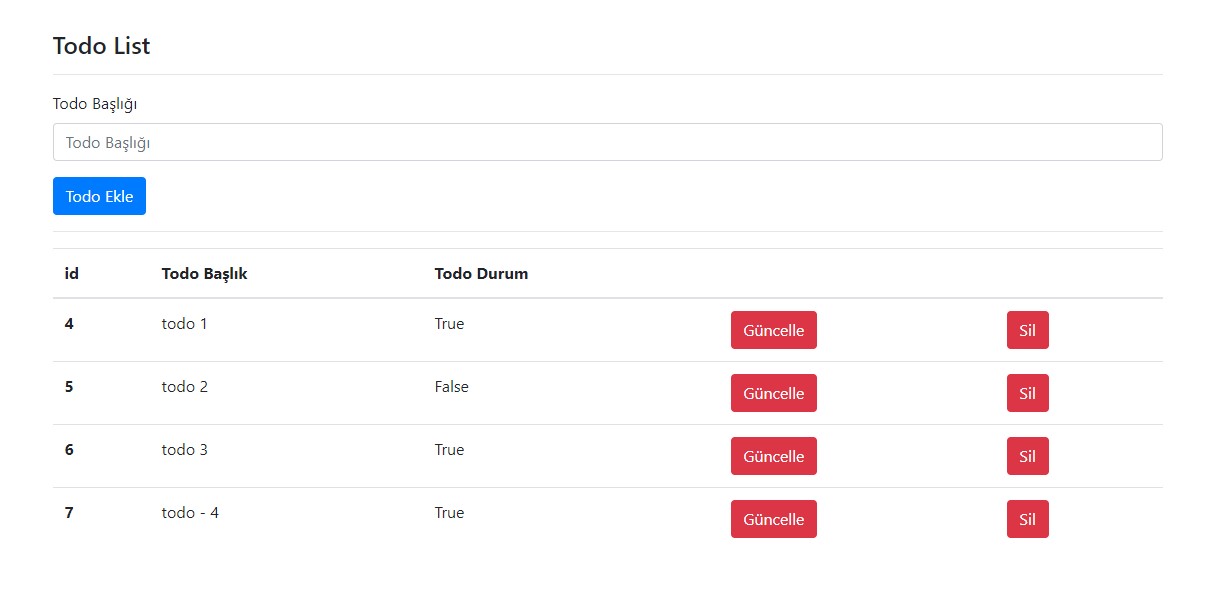 Todo List
Todo Başlığı
Todo Başlığı
Todo Ekle
id Todo Başlık Todo Durum
4 todo 1 True Güncelle Sil
5 todo 2 False Güncelle Sil
6 todo 3 True Güncelle Sil
7 todo - 4 True Güncelle Sil